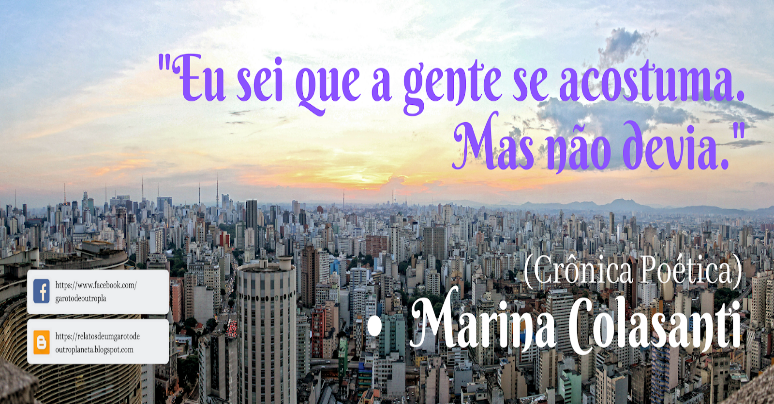 "Eu sei que a gente se acostuma.
Mas não devia."
(Crônica Poética)
• Marina Colasanti
https://www.facebook.com/
garotodeoutropla
https://relatosdeumgarotode
outroplaneta.blogspot.com